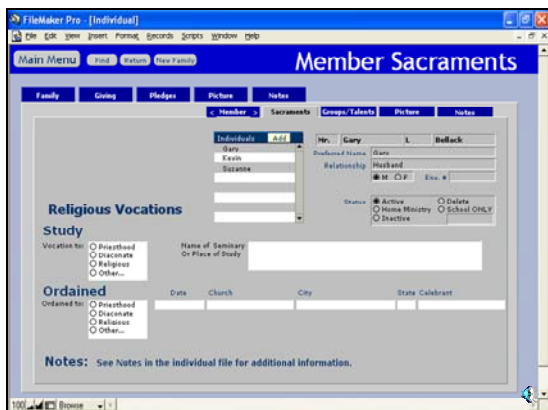 FileMaker Pro - [Individual]
File Edit View Insert Format Records Scripts Window Help
Main Menu Find Return New Family Member Sacraments
Family Giving Pledges Picture Notes
< Member > Sacraments Groups/Talents Picture Notes
Individuals Add Mr. Gary L Bellack
Gary Preferred Name Gary
Kevin Relationship Husband
Suzanne M F Env. #
Status Active Delete
Home Ministry School ONLY
Inactive
Religious Vocations
Study
Vocation to: Priesthood Name of Seminary
Diaconate Or Place of Study
Religious
Other...
Ordained Date Church City State Celebrant
Ordained to: Priesthood
Diaconate
Religious
Other...
Notes: See Notes in the individual file for additional information.
100 Browse